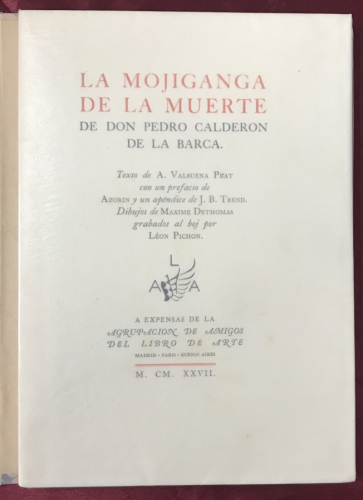 LA MOJIGANGA
DE LA MUERTE
DE DON PEDRO CALDERON
DE LA BARCA.
Texto de A. VALBUENA PRAT
con un prefacio de
AZORIN y un apéndice de J. B. TREND.
Dibujos de MAXIME DETHOMAS
grabados al boj por
LÉON PICHON.
L
A A
A EXPENSAS DE LA
AGRUPACION DE AMIGOS
DEL LIBRO DE ARTE
MADRID - PARIS - BUENOS AIRES
M. CM. XXVII.